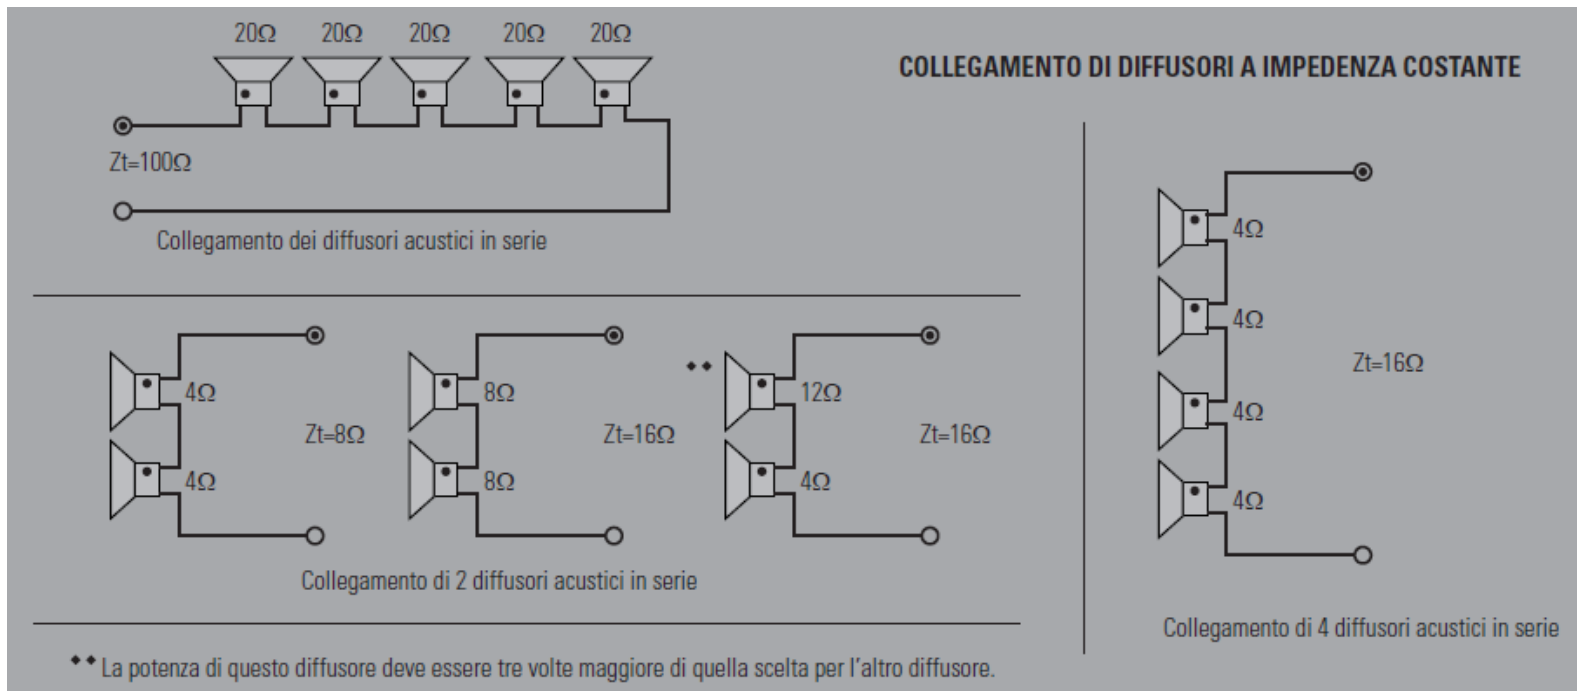 20Ω 20Ω 20Ω 20Ω 20Ω
COLLEGAMENTO DI DIFFUSORI A IMPEDENZA COSTANTE
Zt=100Ω
Collegamento dei diffusori acustici in serie
4Ω
4Ω
Zt=8Ω
8Ω
8Ω
Zt=16Ω
12Ω
4Ω
Zt=16Ω
Collegamento di 2 diffusori acustici in serie
La potenza di questo diffusore deve essere tre volte maggiore di quella scelta per l'altro diffusore.
4Ω
4Ω
4Ω
4Ω
Zt=16Ω
Collegamento di 4 diffusori acustici in serie